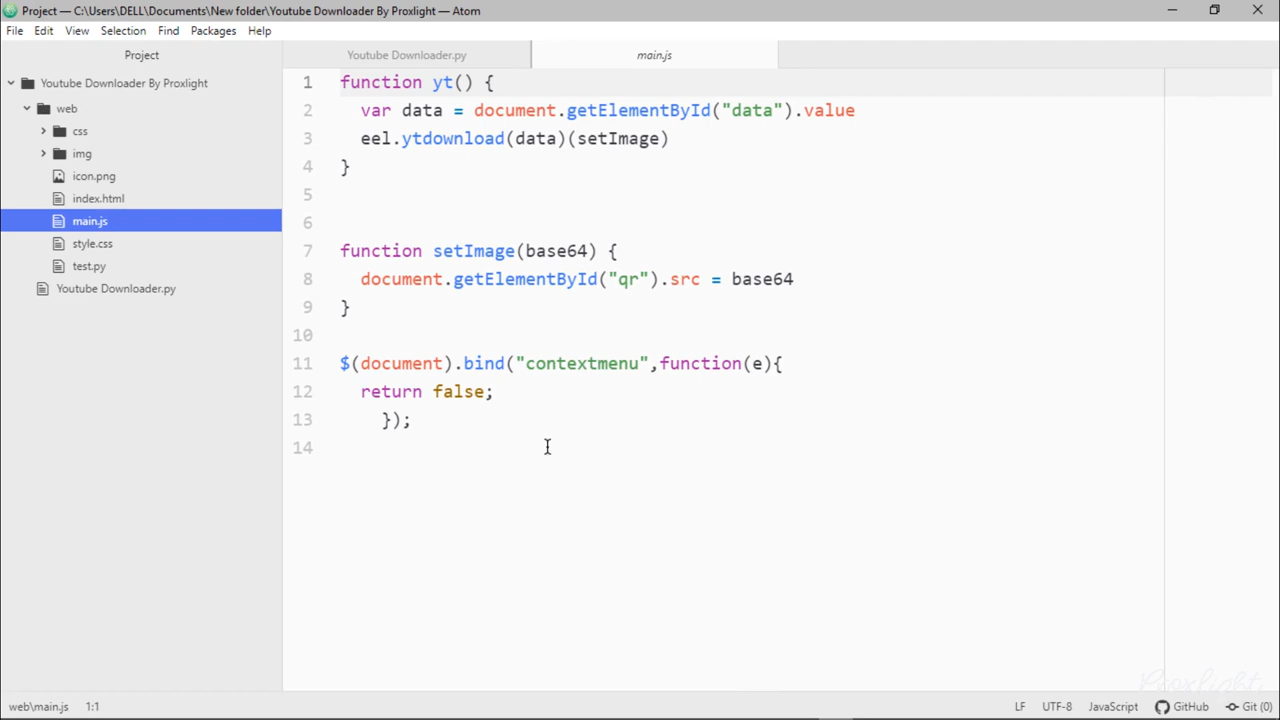 Project — C:\Users\DELL\Documents\New folder\Youtube Downloader By Proxlight — Atom
File Edit View Selection Find Packages Help
Project
Youtube Downloader.py
main.js
Youtube Downloader By Proxlight
web
css
img
icon.png
index.html
main.js
style.css
test.py
Youtube Downloader.py
1 function yt() {
2 var data = document.getElementById("data").value
3 eel.ytdownload(data)(setImage)
4 }
5
6
7 function setImage(base64) {
8 document.getElementById("qr").src = base64
9 }
10
11 $(document).bind("contextmenu",function(e){
12 return false;
13 });
14
Proxlight
web\main.js 1:1
LF UTF-8 JavaScript GitHub Git (0)